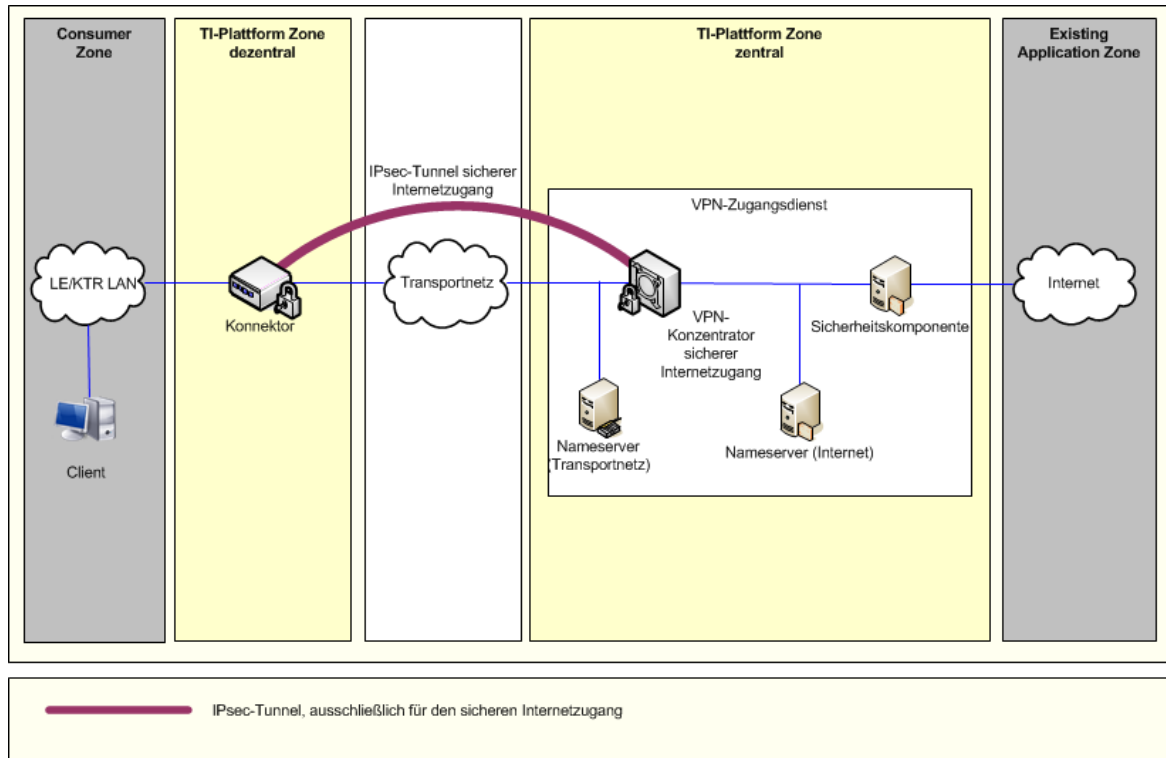 Consumer
Zone
TI-Plattform Zone
dezentral
TI-Plattform Zone
zentral
Existing
Application Zone
IPsec-Tunnel sicherer
Internetzugang
VPN-Zugangsdienst
LE/KTR LAN
Konnektor
Transportnetz
VPN-
Konzentrator
sicherer
Internetzugang
Sicherheitskomponente
Internet
Client
Nameserver
(Transportnetz)
Nameserver (Internet)
IPsec-Tunnel, ausschließlich für den sicheren Internetzugang